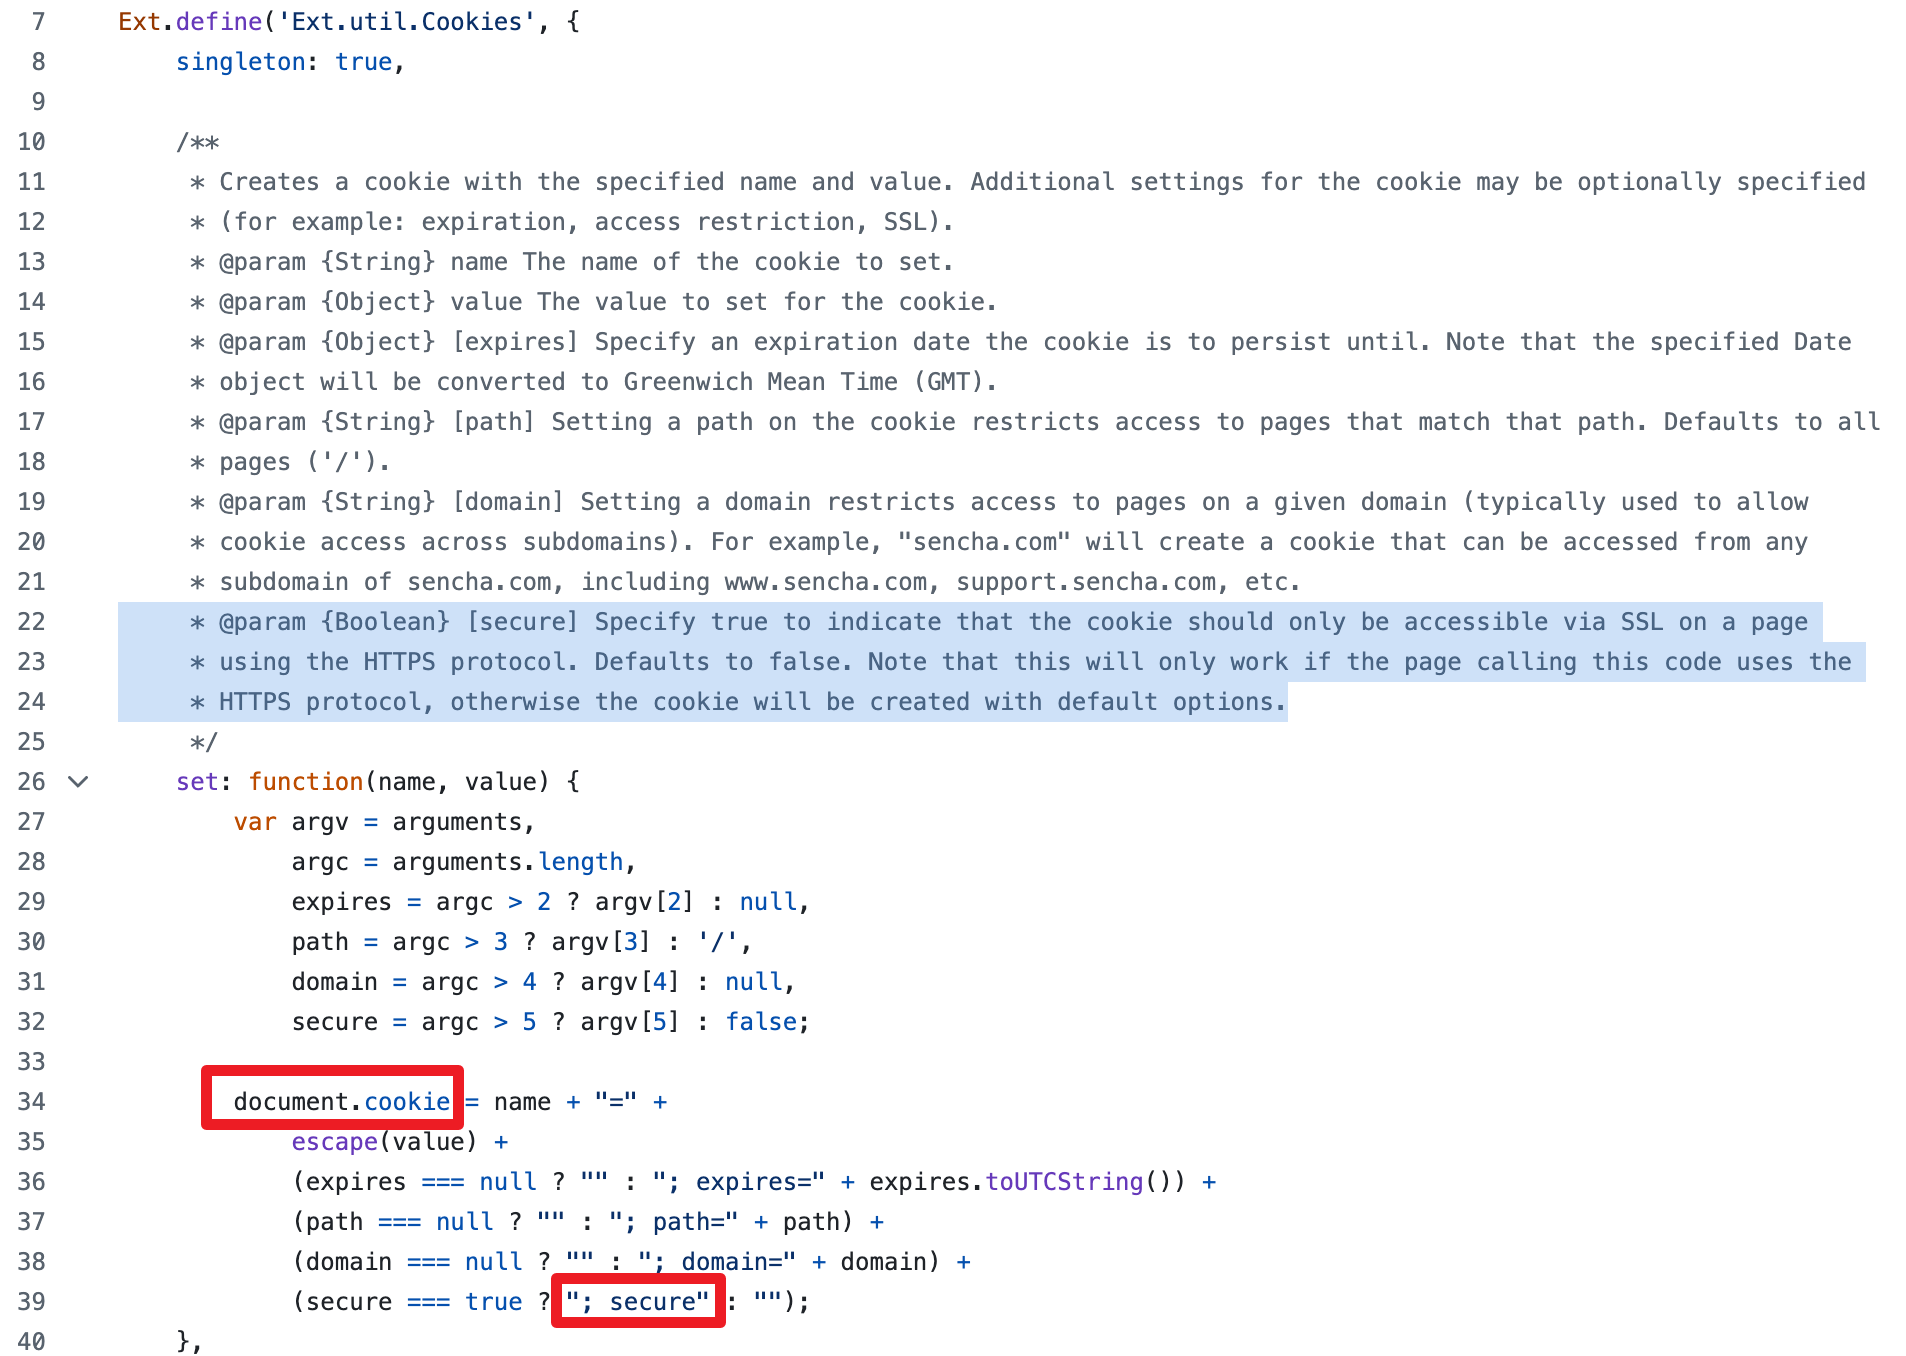 7 Ext.define('Ext.util.Cookies', {
8 singleton: true,
9
10 /**
11 * Creates a cookie with the specified name and value. Additional settings for the cookie may be optionally specified
12 * (for example: expiration, access restriction, SSL).
13 * @param {String} name The name of the cookie to set.
14 * @param {Object} value The value to set for the cookie.
15 * @param {Object} [expires] Specify an expiration date the cookie is to persist until. Note that the specified Date
16 * object will be converted to Greenwich Mean Time (GMT).
17 * @param {String} [path] Setting a path on the cookie restricts access to pages that match that path. Defaults to all
18 * pages ('/').
19 * @param {String} [domain] Setting a domain restricts access to pages on a given domain (typically used to allow
20 * cookie access across subdomains). For example, "sencha.com" will create a cookie that can be accessed from any
21 * subdomain of sencha.com, including www.sencha.com, support.sencha.com, etc.
22 * @param {Boolean} [secure] Specify true to indicate that the cookie should only be accessible via SSL on a page
23 * using the HTTPS protocol. Defaults to false. Note that this will only work if the page calling this code uses the
24 * HTTPS protocol, otherwise the cookie will be created with default options.
25 */
26 set: function(name, value) {
27 var argv = arguments,
28 argc = arguments.length,
29 expires = argc > 2 ? argv[2] : null,
30 path = argc > 3 ? argv[3] : '/',
31 domain = argc > 4 ? argv[4] : null,
32 secure = argc > 5 ? argv[5] : false;
33
34 document.cookie = name + "=" +
35 escape(value) +
36 (expires === null ? "" : "; expires=" + expires.toUTCString()) +
37 (path === null ? "" : "; path=" + path) +
38 (domain === null ? "" : "; domain=" + domain) +
39 (secure === true ? "; secure" : "");
40 },